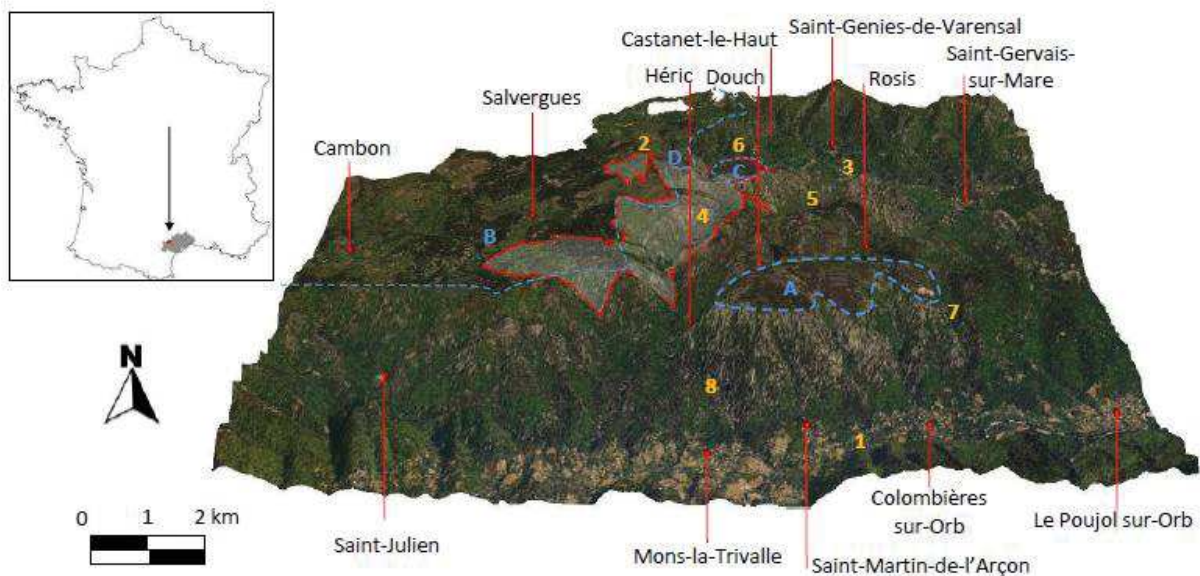 Saint-Genies-de-Varensal
Castanet-le-Haut
Saint-Gervais-
sur-Mare
Héric
Douch
Rosis
Salvergues
Cambon
2
D
6
C
3
5
4
B
A
7
N
8
1
0 1 2 km
Saint-Julien
Mons-la-Trivalle
Saint-Martin-de-l'Arçon
Colombières
sur-Orb
Le Poujol sur-Orb